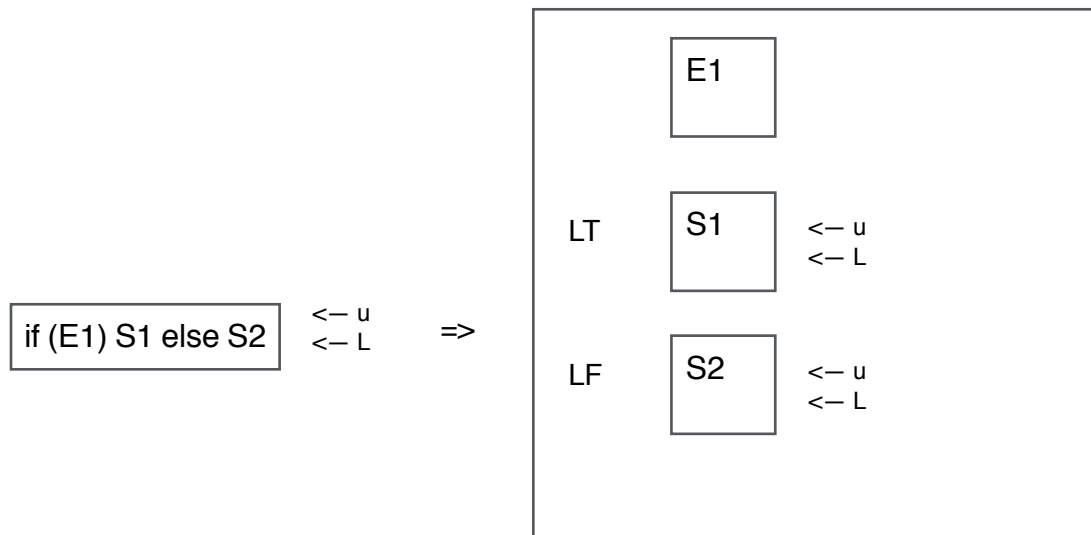 E1
LT S1 <— u
<— L
if (E1) S1 else S2 <— u
<— L
=>
LF S2 <— u
<— L